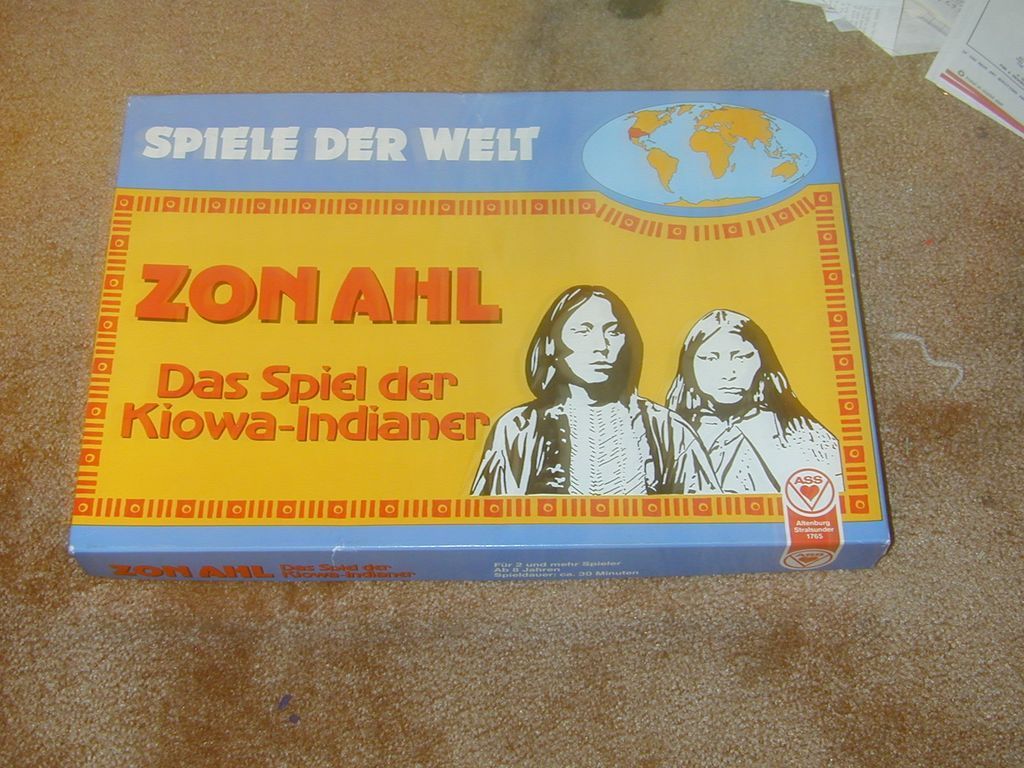 SPIELE DER WELT
ZON AHL
Das Spiel der
Kiowa-Indianer
ASS
Altenburg
Stralsunder
1765
ZON AHL Das Spiel der
Kiowa-Indianer
Für 2 und mehr Spieler
Ab 8 Jahren
Spieldauer: ca. 30 Minuten
ASS